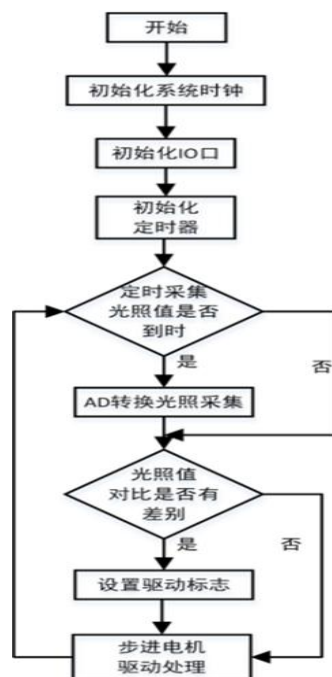 开始
初始化系统时钟
初始化IO口
初始化
定时器
定时采集
光照值是否
到时
是
否
AD转换光照采集
光照值
对比是否有
差别
是
否
设置驱动标志
步进电机
驱动处理